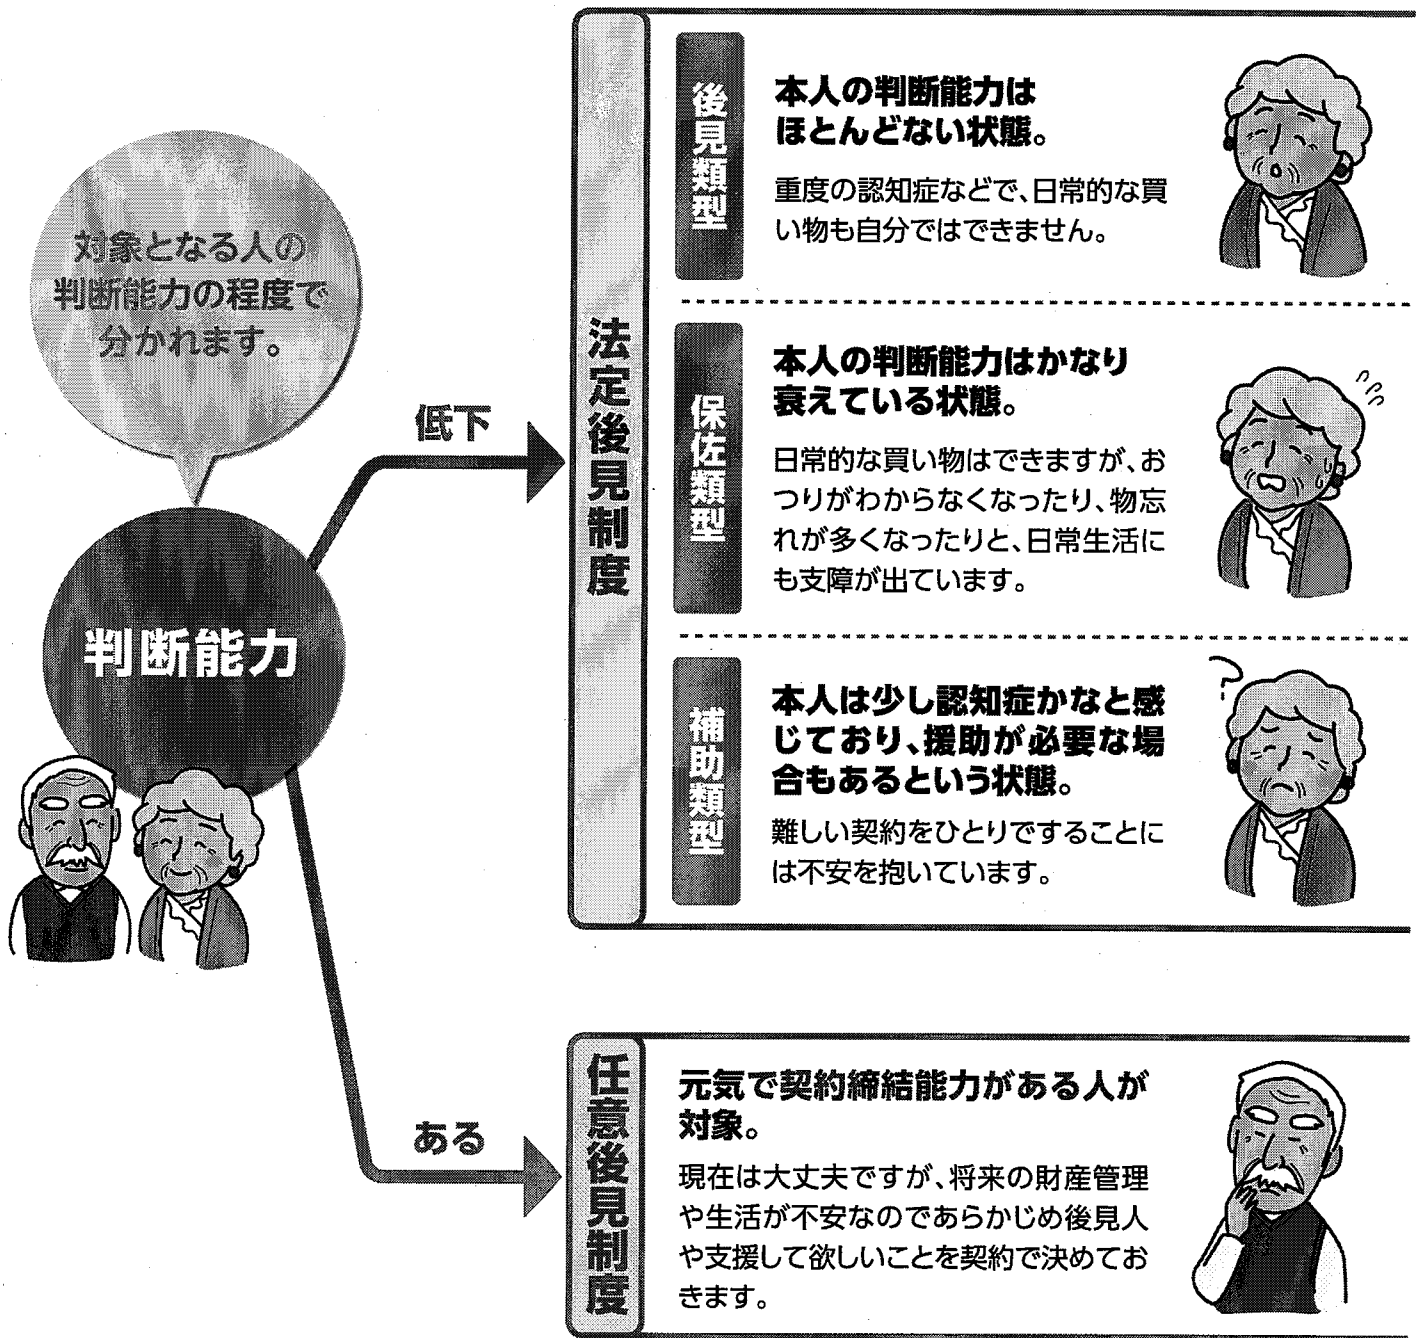 対象となる人の
判断能力の程度で
分かれます。
判断能力
低下
法定後見制度
後見類型
本人の判断能力は
ほとんどない状態。
重度の認知症などで、日常的な買
い物も自分ではできません。
保佐類型
本人の判断能力はかなり
衰えている状態。
日常的な買い物はできますが、お
つりがわからなくなったり、物忘
れが多くなったりと、日常生活に
も支障が出ています。
補助類型
本人は少し認知症かなと感
じており、援助が必要な場
合もあるという状態。
難しい契約をひとりですることに
は不安を抱いています。
ある
任意後見制度
元気で契約締結能力がある人が
対象。
現在は大丈夫ですが、将来の財産管理
や生活が不安なのであらかじめ後見人
や支援して欲しいことを契約で決めてお
きます。